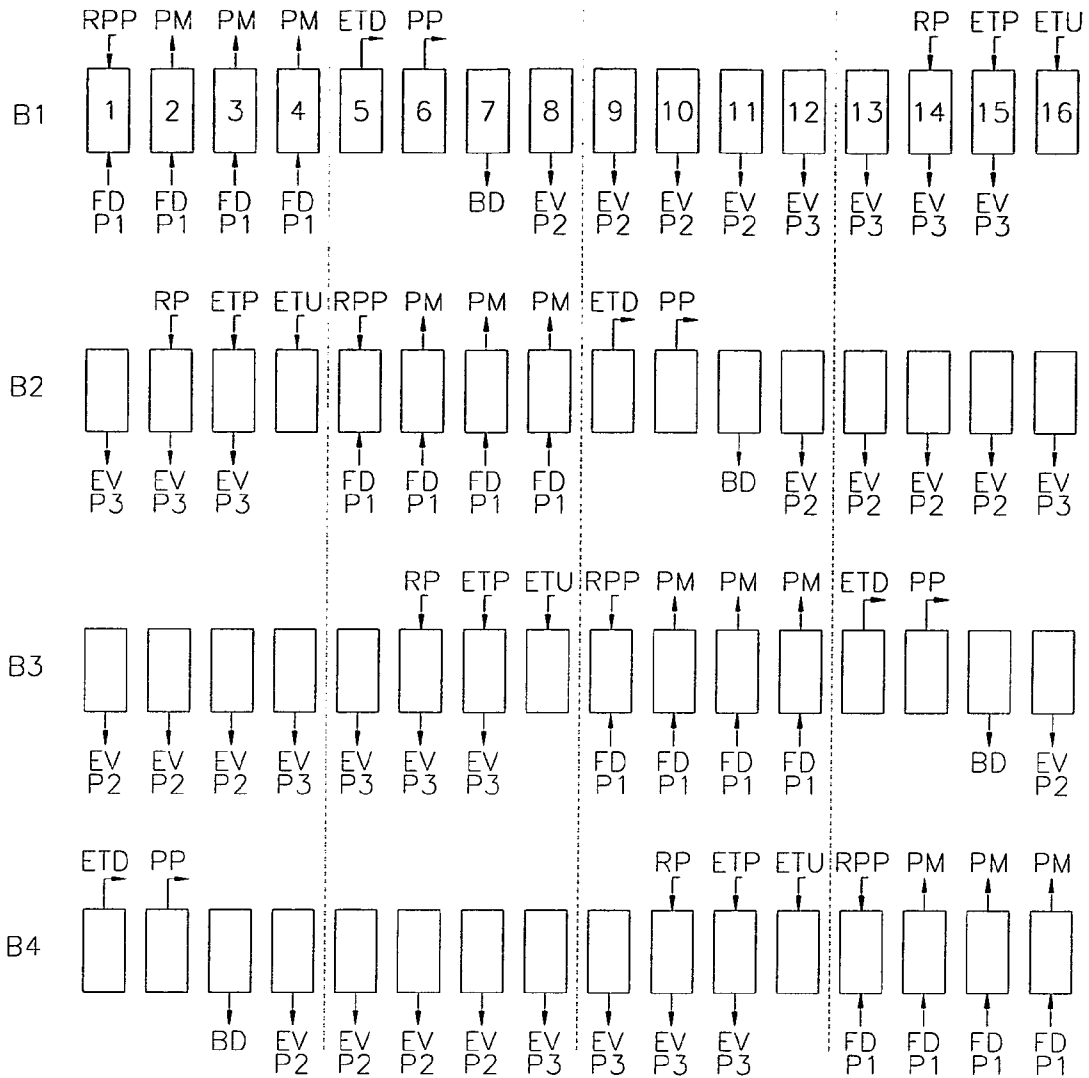 RPP PM PM PM ETD PP RP ETP ETU
B1 1 2 3 4 5 6 7 8 9 10 11 12 13 14 15 16
FD FD FD FD BD EV EV EV EV EV EV EV EV
P1 P1 P1 P1 P2 P2 P2 P2 P3 P3 P3 P3
RP ETP ETU RPP PM PM PM ETD PP
B2
EV EV EV FD FD FD FD BD EV EV EV EV EV
P3 P3 P3 P1 P1 P1 P1 P2 P2 P2 P2 P3
RP ETP ETU RPP PM PM PM ETD PP
B3
EV EV EV EV EV EV EV FD FD FD FD BD EV
P2 P2 P2 P3 P3 P3 P3 P1 P1 P1 P1 P2
ETD PP RP ETP ETU RPP PM PM PM
B4
BD EV EV EV EV EV EV EV EV FD FD FD FD
P2 P2 P2 P2 P3 P3 P3 P3 P1 P1 P1 P1